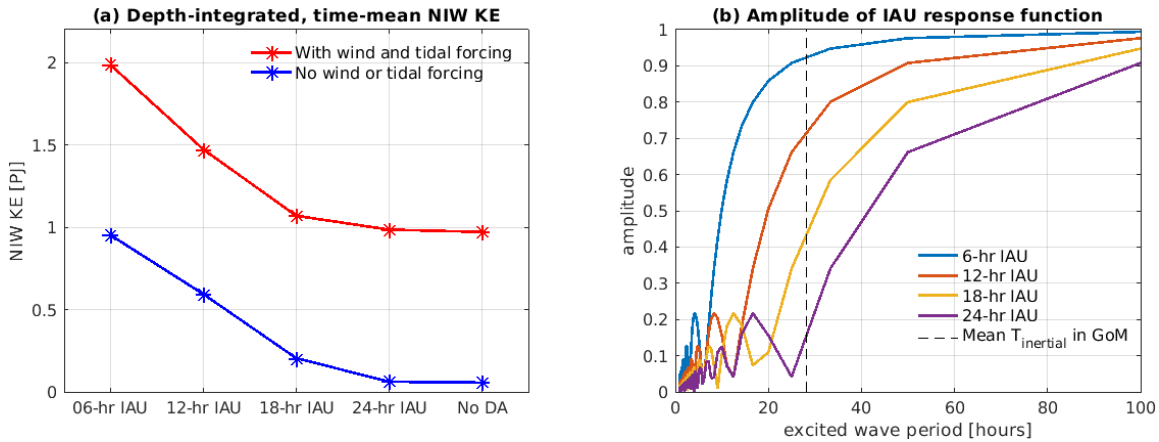 (a) Depth-integrated, time-mean NIW KE
2
1.5
1
0.5
0
NIW KE [PJ]
With wind and tidal forcing
No wind or tidal forcing
06-hr IAU
12-hr IAU
18-hr IAU
24-hr IAU
No DA
(b) Amplitude of IAU response function
1
0.9
0.8
0.7
0.6
0.5
0.4
0.3
0.2
0.1
0
amplitude
6-hr IAU
12-hr IAU
18-hr IAU
24-hr IAU
Mean T_inertial in GoM
0
20
40
60
80
100
excited wave period [hours]